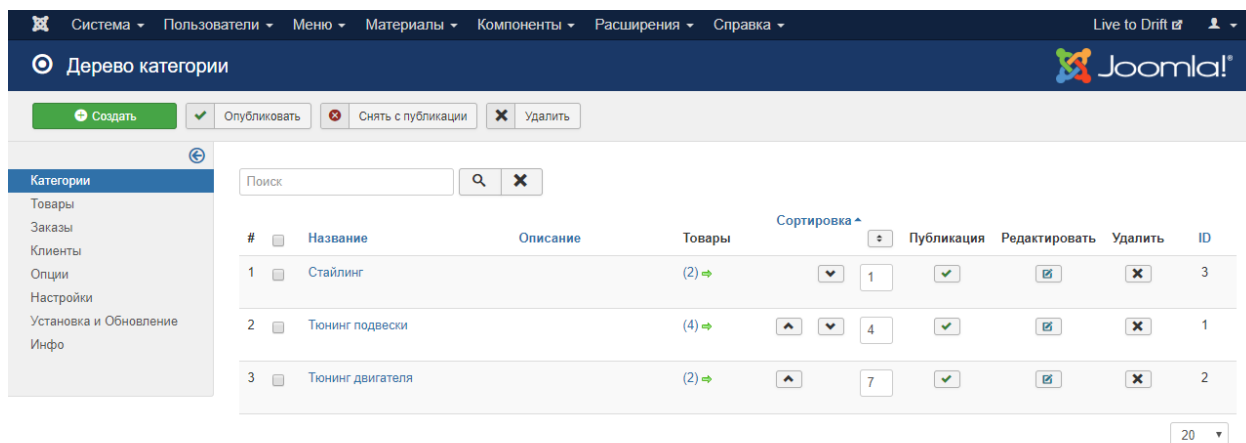 Система Пользователи Меню Материалы Компоненты Расширения Справка Live to Drift
Дерево категории Joomla!®
Создать Опубликовать Снять с публикации Удалить
Категории
Товары
Заказы
Клиенты
Опции
Настройки
Установка и Обновление
Инфо
Поиск
Сортировка
# Название Описание Товары Публикация Редактировать Удалить ID
1 Стайлинг (2) 1 3
2 Тюнинг подвески (4) 4 1
3 Тюнинг двигателя (2) 7 2
20